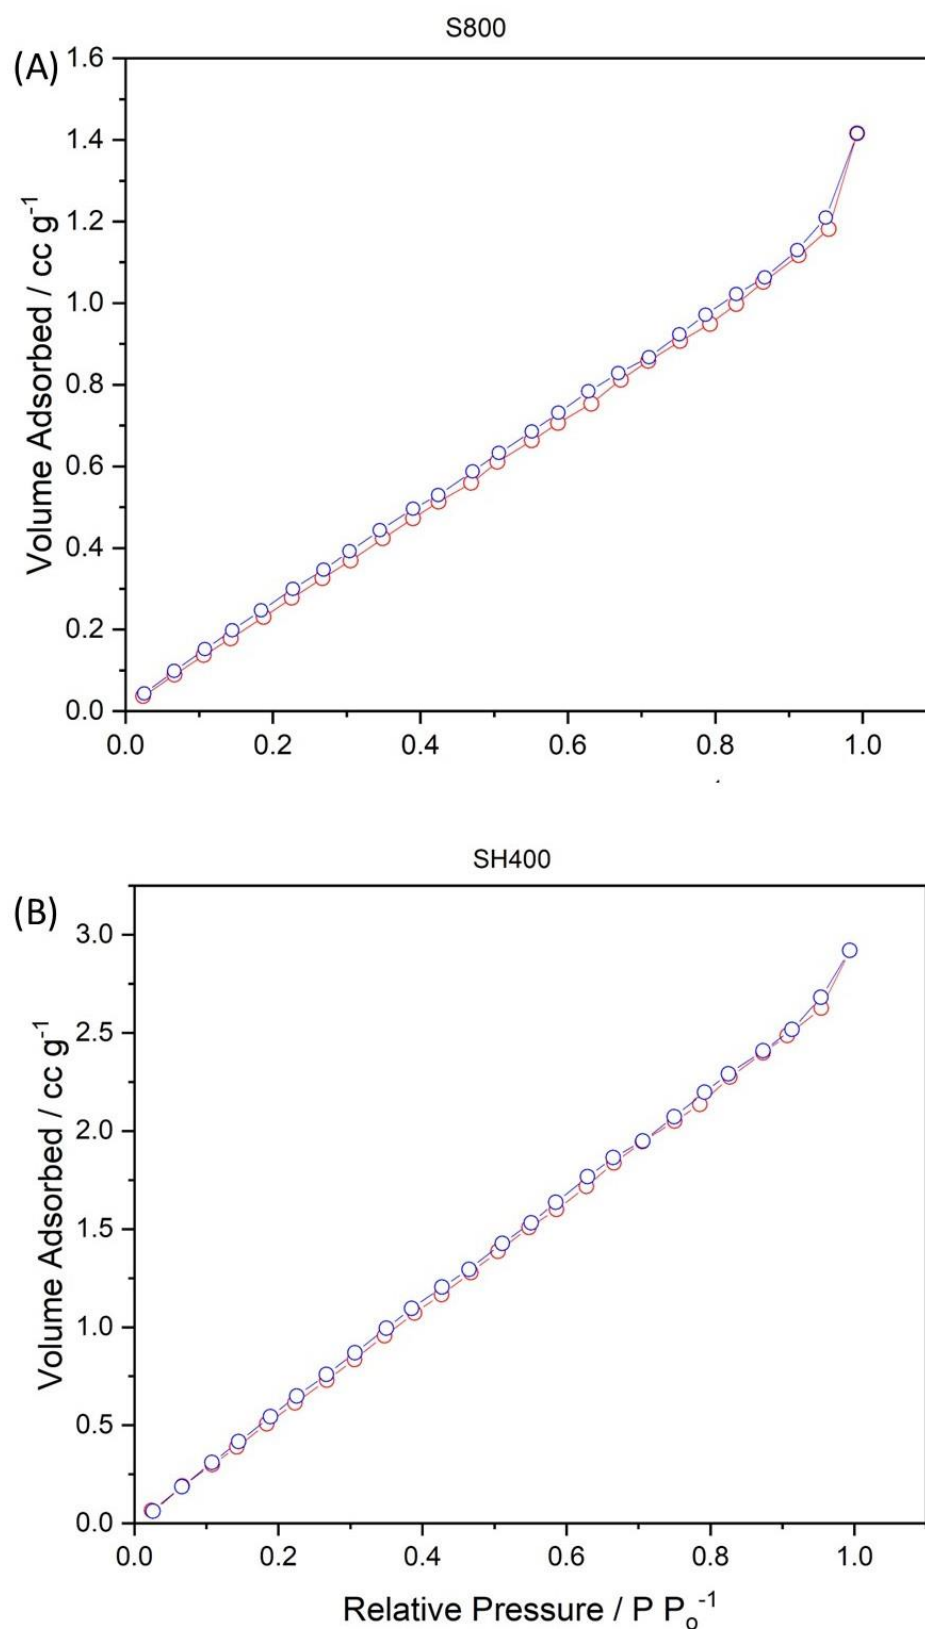 S800
(A)
1.6
1.4
1.2
1.0
0.8
0.6
0.4
0.2
0.0
Volume Adsorbed / cc g⁻¹
0.0 0.2 0.4 0.6 0.8 1.0
SH400
(B)
3.0
2.5
2.0
1.5
1.0
0.5
0.0
Volume Adsorbed / cc g⁻¹
0.0 0.2 0.4 0.6 0.8 1.0
Relative Pressure / P Pₒ⁻¹